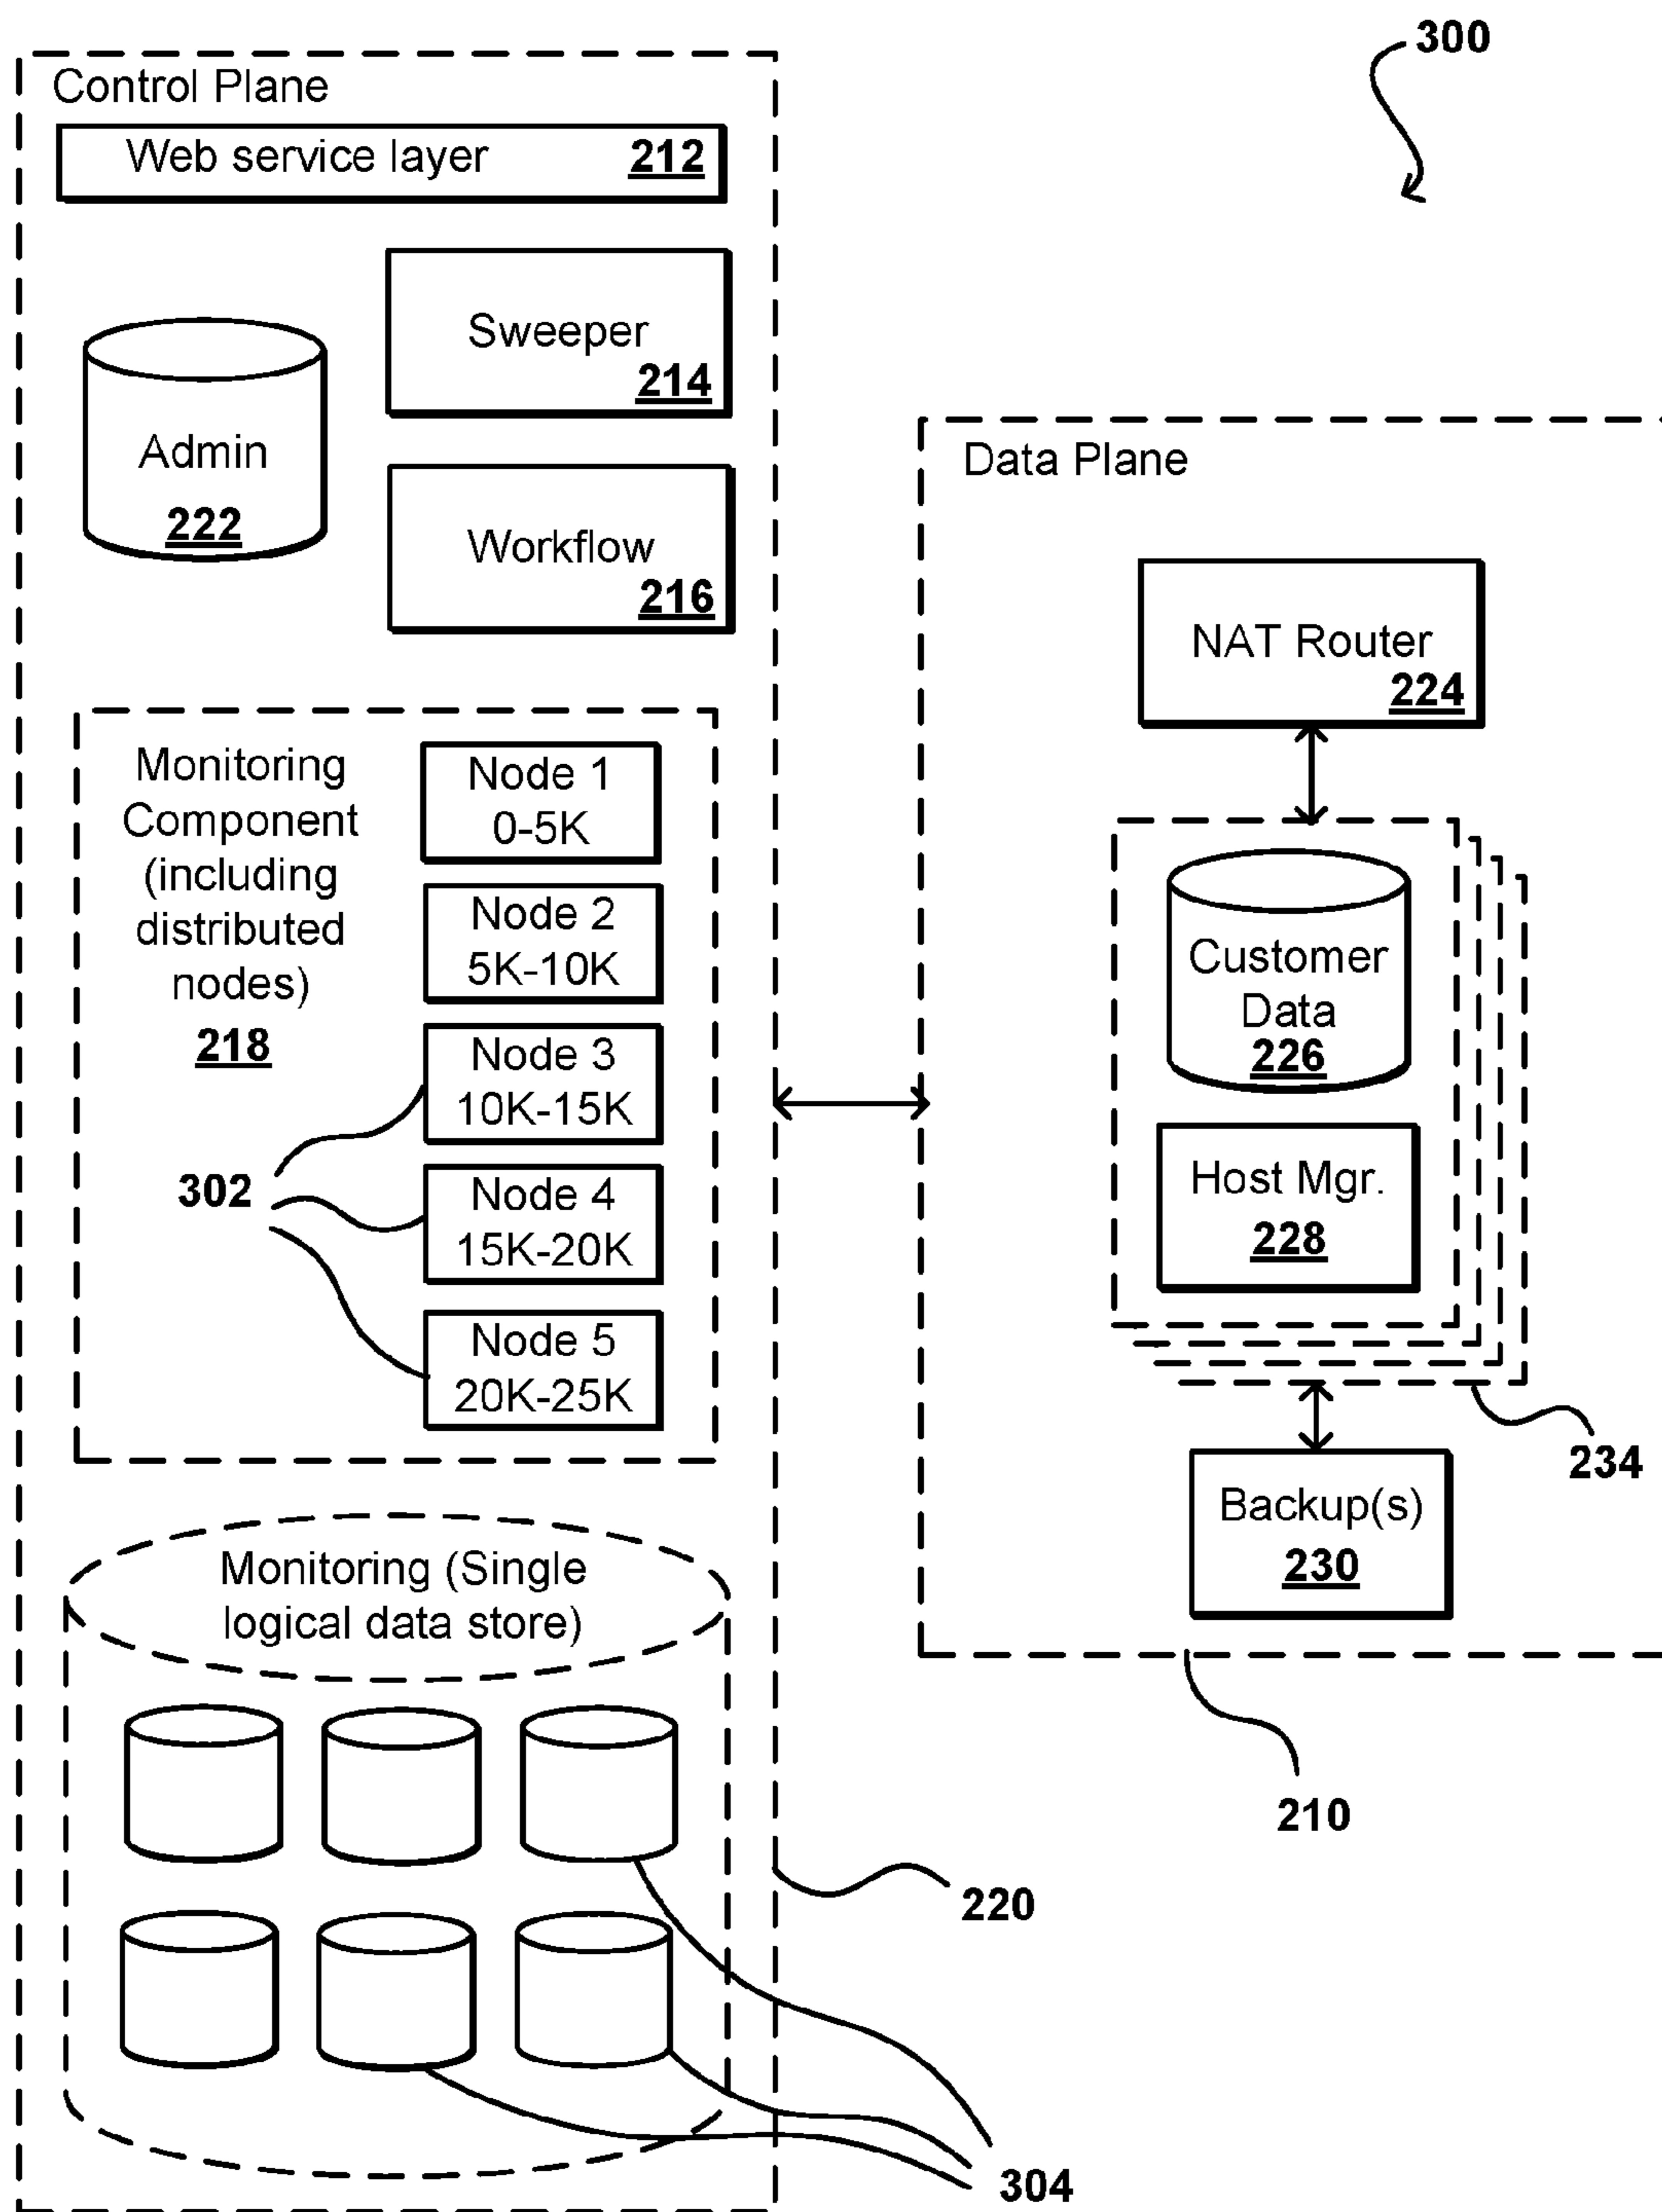 300
Control Plane
Web service layer 212
Sweeper
214
Admin
222
Workflow
216
Monitoring
Component
(including
distributed
nodes)
218
Node 1
0-5K
Node 2
5K-10K
Node 3
10K-15K
Node 4
15K-20K
Node 5
20K-25K
302
Monitoring (Single
logical data store)
220
304
Data Plane
NAT Router
224
Customer
Data
226
Host Mgr.
228
234
Backup(s)
230
210